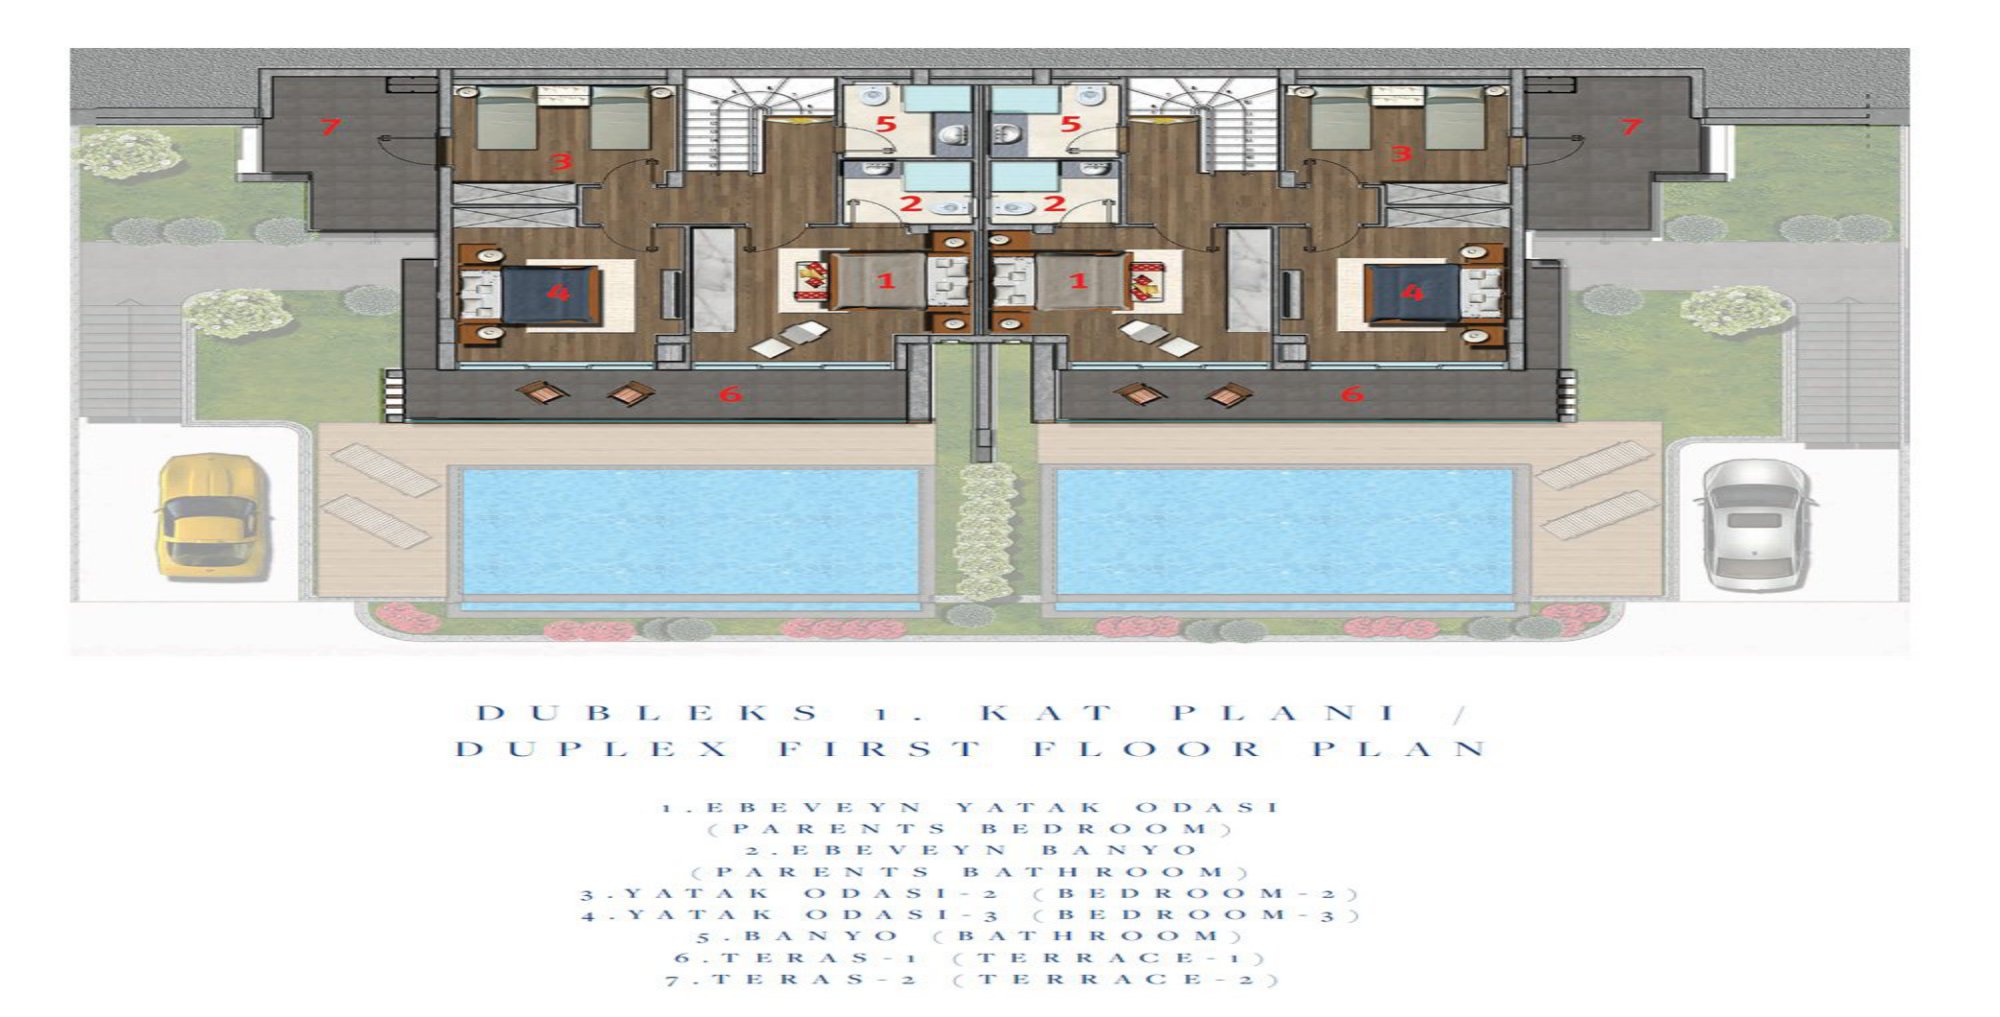 7
3
5
5
3
7
2
2
4
1
1
4
6
6
DUBLEKS 1. KAT PLANI /
DUPLEX FIRST FLOOR PLAN
1.EBEVEYN YATAK ODASI
(PARENTS BEDROOM)
2.EBEVEYN BANYO
(PARENTS BATHROOM)
3.YATAK ODASI-2 (BEDROOM-2)
4.YATAK ODASI-3 (BEDROOM-3)
5.BANYO (BATHROOM)
6.TERAS-1 (TERRACE-1)
7.TERAS-2 (TERRACE-2)